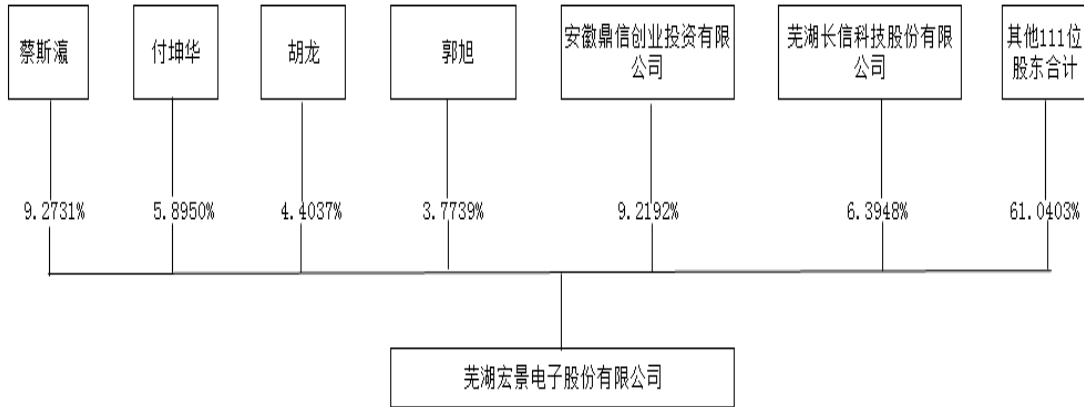 蔡斯瀛
付坤华
胡龙
郭旭
安徽鼎信创业投资有限
公司
芜湖长信科技股份有限
公司
其他111位
股东合计
9.2731%
5.8950%
4.4037%
3.7739%
9.2192%
6.3948%
61.0403%
芜湖宏景电子股份有限公司